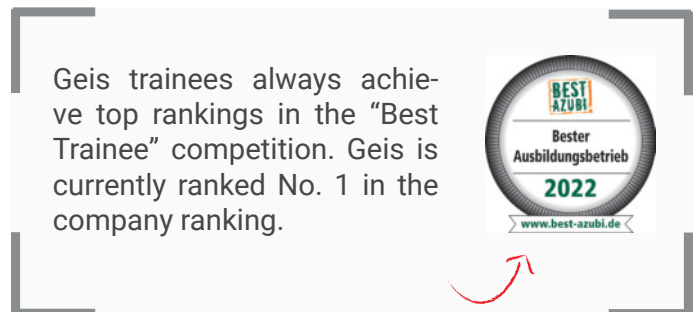 Geis trainees always achie-
ve top rankings in the “Best
Trainee” competition. Geis is
currently ranked No. 1 in the
company ranking.
BEST
AZUBI
Bester
Ausbildungsbetrieb
2022
www.best-azubi.de